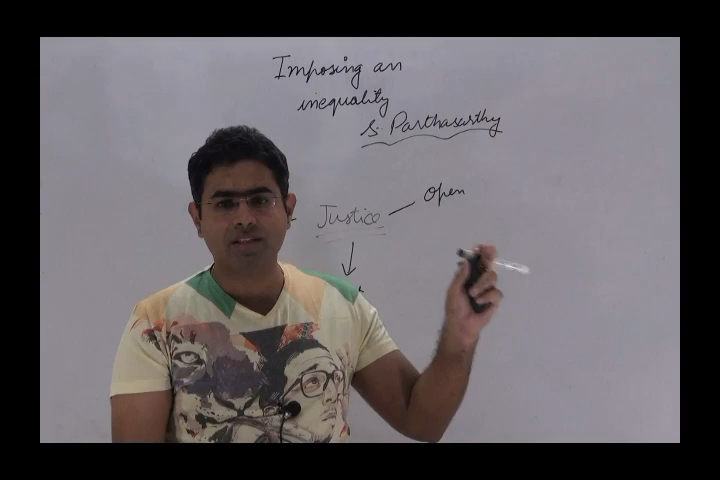 Imposing an
inequality
S. Parthasarthy
Justice
Open